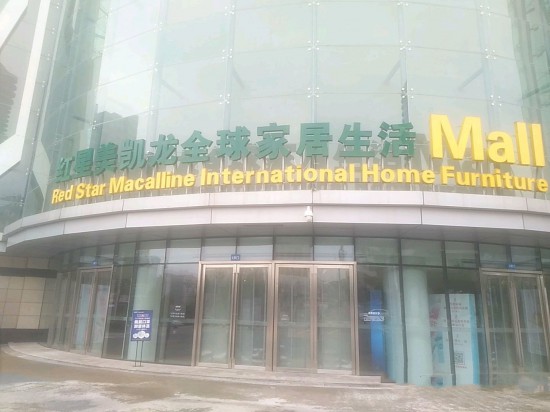 红星美凯龙全球家居生活 Mall
Red Star Macalline International Home Furniture